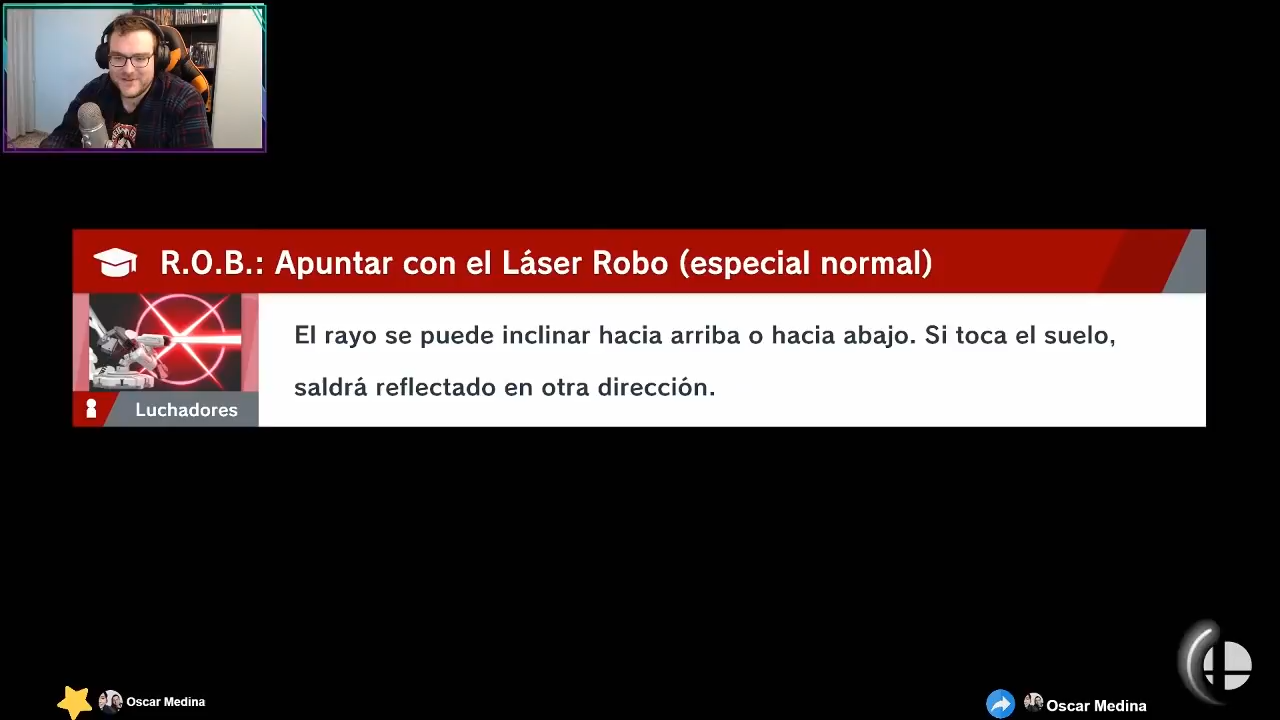 R.O.B.: Apuntar con el Láser Robo (especial normal)
El rayo se puede inclinar hacia arriba o hacia abajo. Si toca el suelo,
saldrá reflectado en otra dirección.
Luchadores
Oscar Medina
Oscar Medina